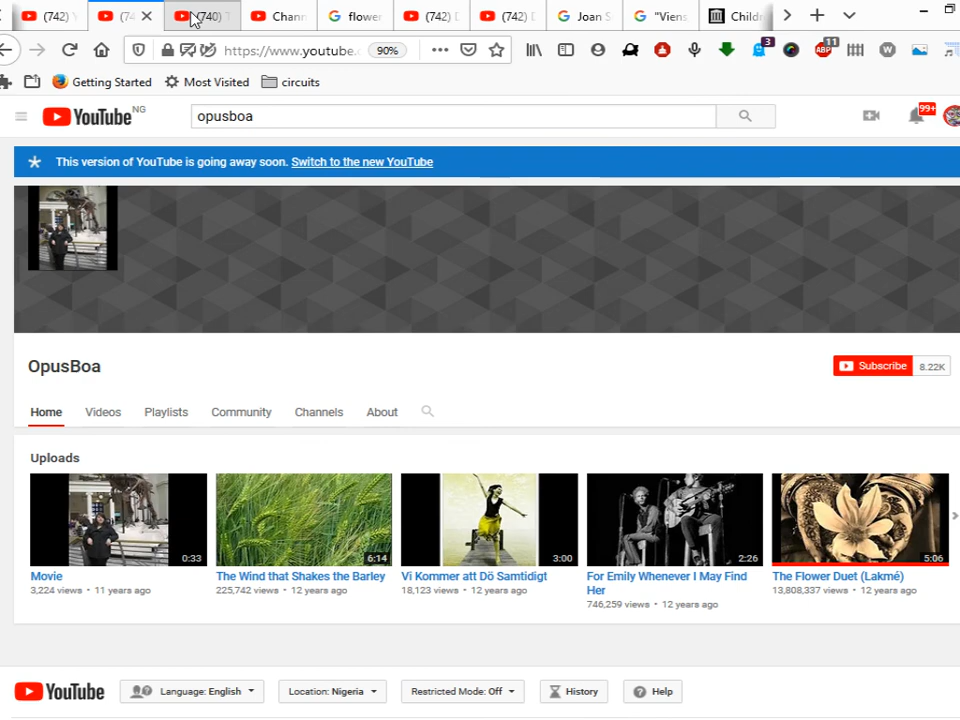 (742) Y (74 (740) T Chann flower (742) D (742) D Joan S "Viens Childr
https://www.youtube.c 90% 3 11
Getting Started Most Visited circuits
YouTube NG opusboa 99+
This version of YouTube is going away soon. Switch to the new YouTube
OpusBoa Subscribe 8.22K
Home Videos Playlists Community Channels About
Uploads
0:33 6:14 3:00 2:26 5:06
Movie The Wind that Shakes the Barley Vi Kommer att Dö Samtidigt For Emily Whenever I May Find The Flower Duet (Lakmé)
3,224 views • 11 years ago 225,742 views • 12 years ago 18,123 views • 12 years ago Her 13,808,337 views • 12 years ago
746,259 views • 12 years ago
YouTube Language: English Location: Nigeria Restricted Mode: Off History Help